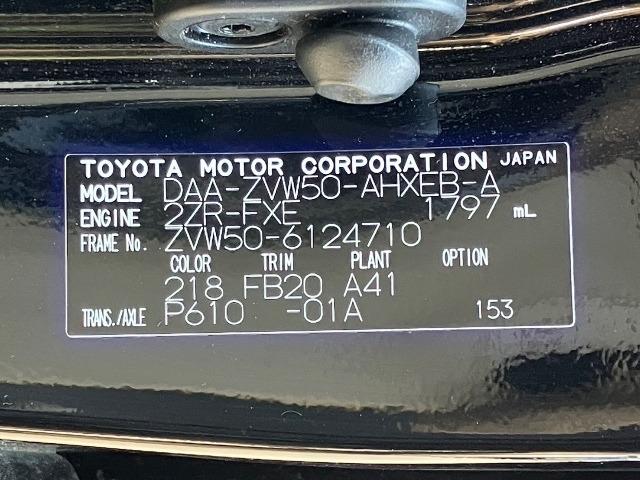 TOYOTA MOTOR CORPORATION JAPAN
MODEL DAA-ZVW50-AHXEB-A
ENGINE 2ZR-FXE 1797 mL
FRAME No. ZVW50-6124710
COLOR TRIM PLANT OPTION
218 FB20 A41
TRANS./AXLE P610 -01A 153